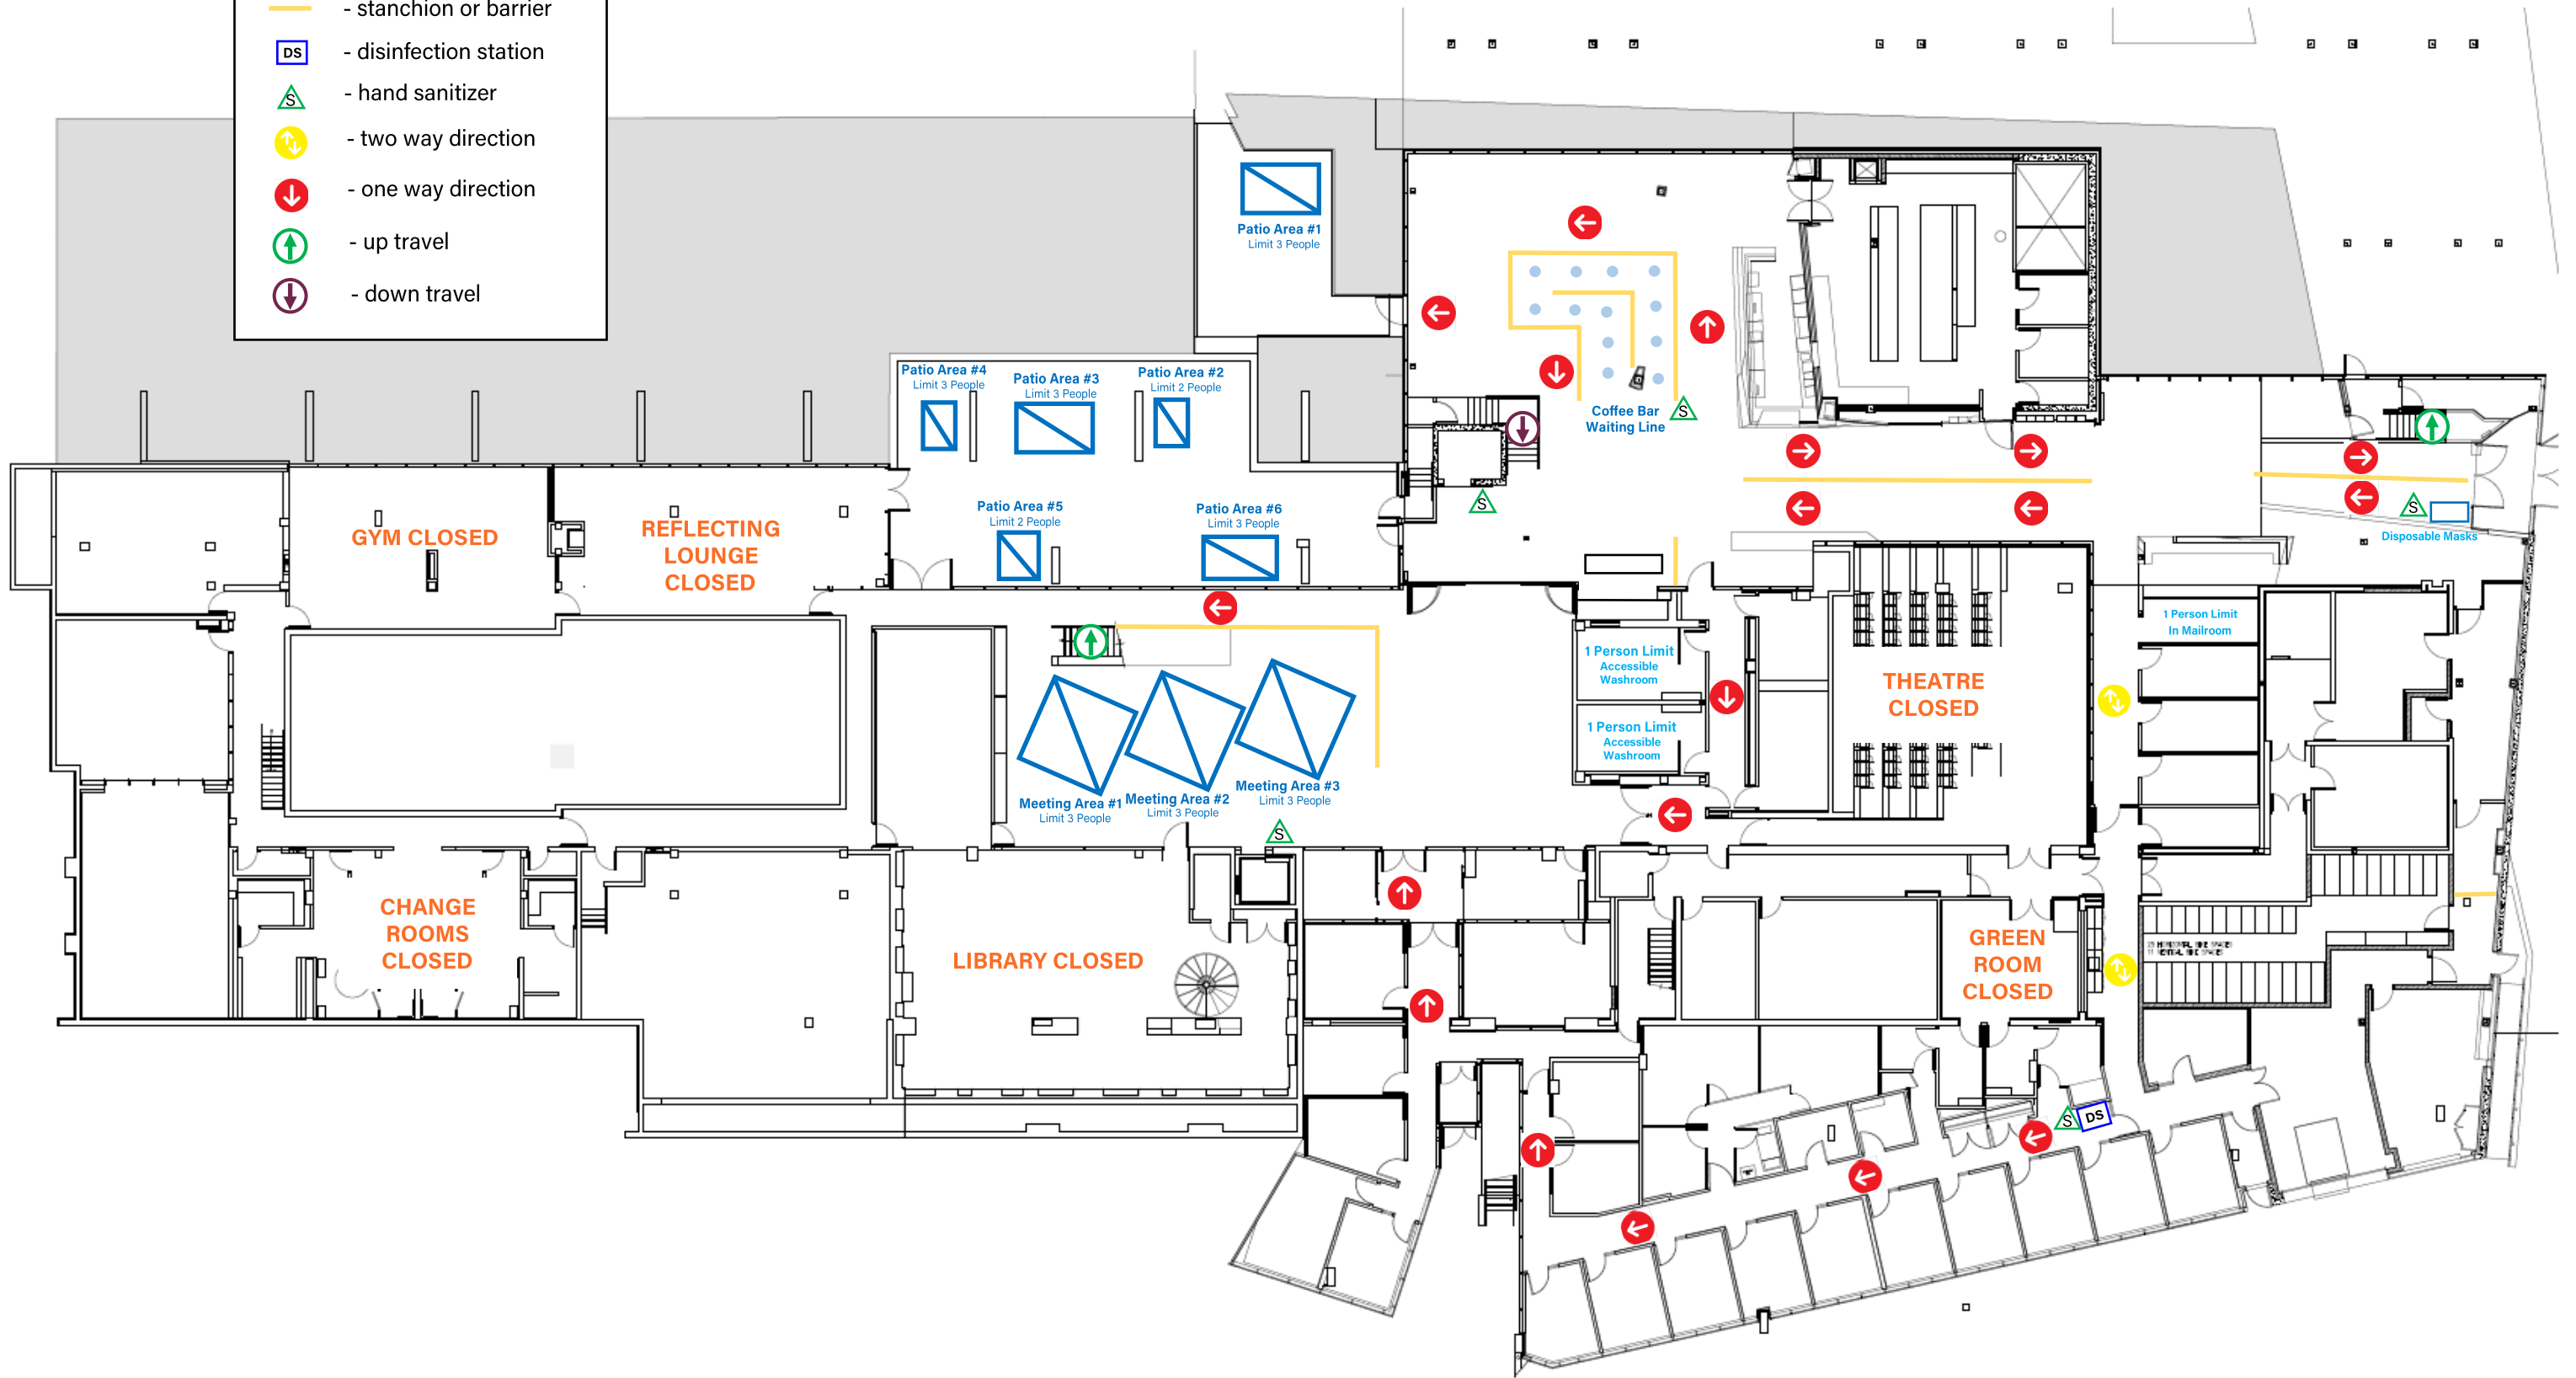 - stanchion or barrier
DS
- disinfection station
S
- hand sanitizer
- two way direction
- one way direction
- up travel
- down travel
Patio Area #1
Limit 3 People
Patio Area #4
Limit 3 People
Patio Area #3
Limit 3 People
Patio Area #2
Limit 2 People
Coffee Bar
Waiting Line
S
S
Patio Area #5
Limit 2 People
Patio Area #6
Limit 3 People
S
Disposable Masks
GYM CLOSED
REFLECTING
LOUNGE
CLOSED
1 Person Limit
In Mailroom
1 Person Limit
Accessible
Washroom
1 Person Limit
Accessible
Washroom
THEATRE
CLOSED
Meeting Area #1
Limit 3 People
Meeting Area #2
Limit 3 People
Meeting Area #3
Limit 3 People
S
CHANGE
ROOMS
CLOSED
LIBRARY CLOSED
GREEN
ROOM
CLOSED
S
DS